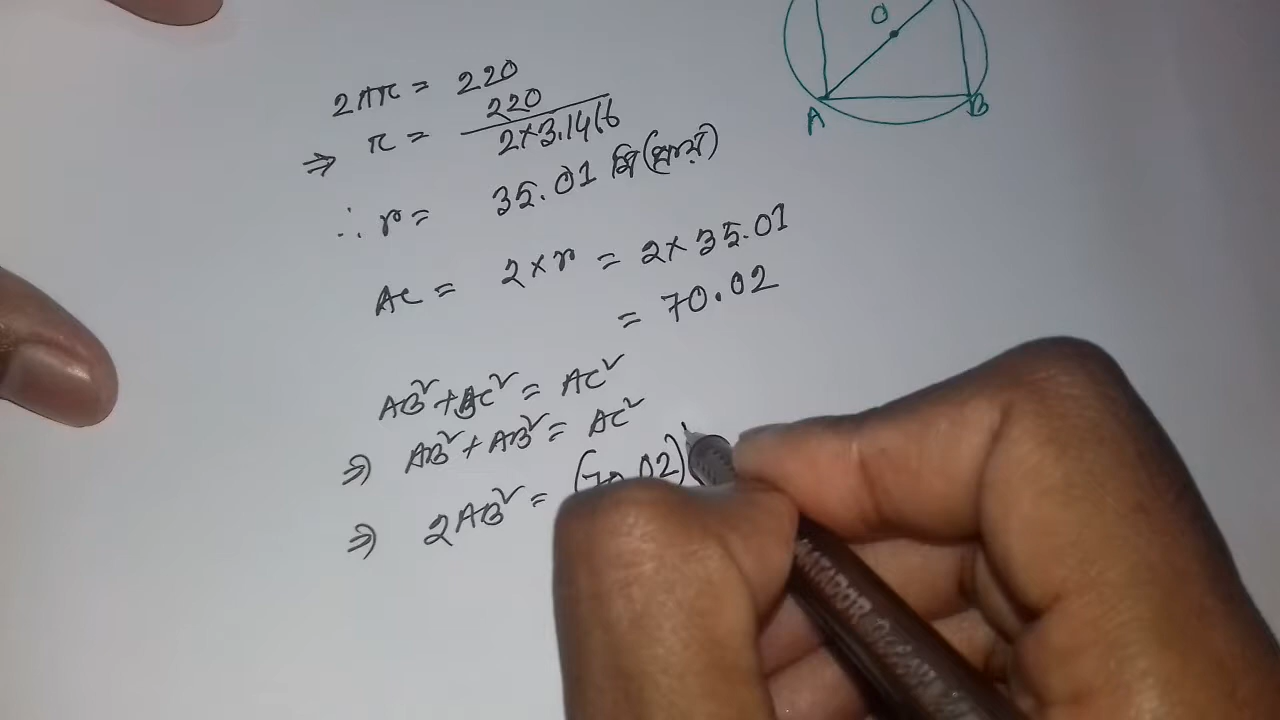 O
A B
2πr = 220
⇒ r = 220 / 2×3.1416
∴ r = 35.01 মি (প্রায়)
AC = 2×r = 2×35.01
= 70.02
AB² + BC² = AC²
⇒ AB² + AB² = AC²
⇒ 2AB² = (70.02)
MATADOR